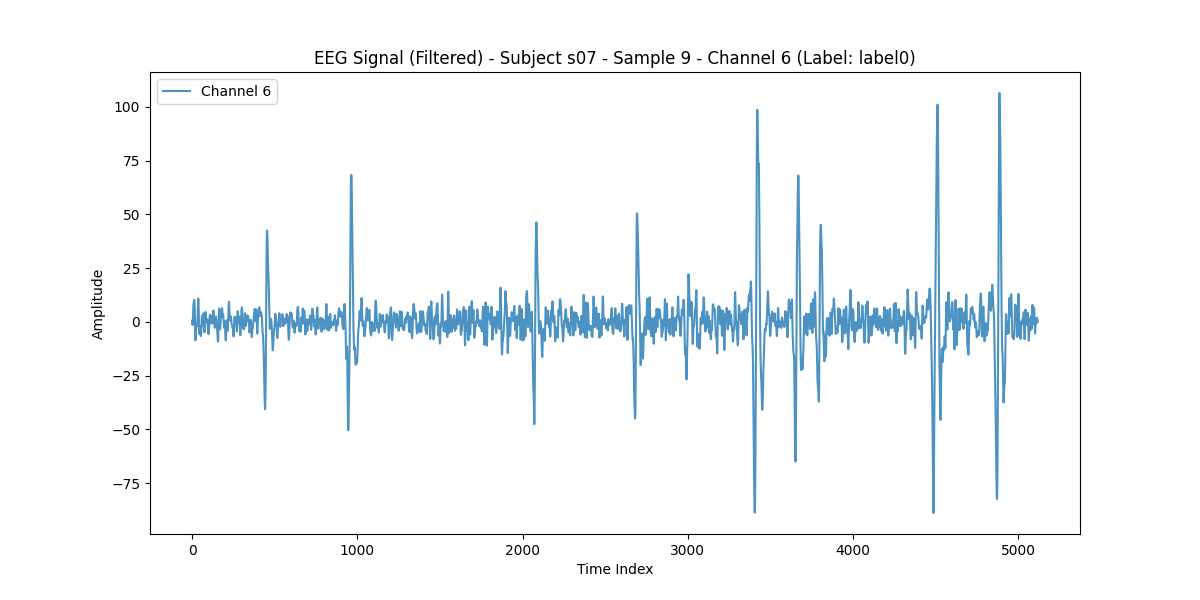 EEG Signal (Filtered) - Subject s07 - Sample 9 - Channel 6 (Label: label0)
Channel 6
100
75
50
25
0
−25
−50
−75
Amplitude
0 1000 2000 3000 4000 5000
Time Index